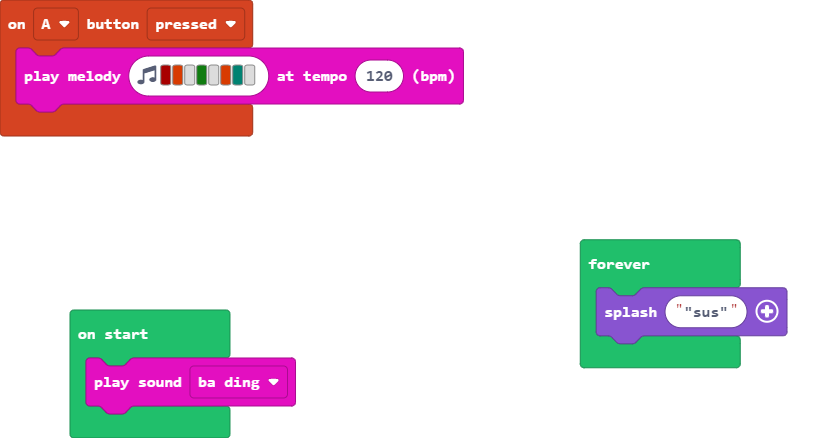 on A button pressed
play melody at tempo 120 (bpm)
forever
splash ""sus""
on start
play sound ba ding